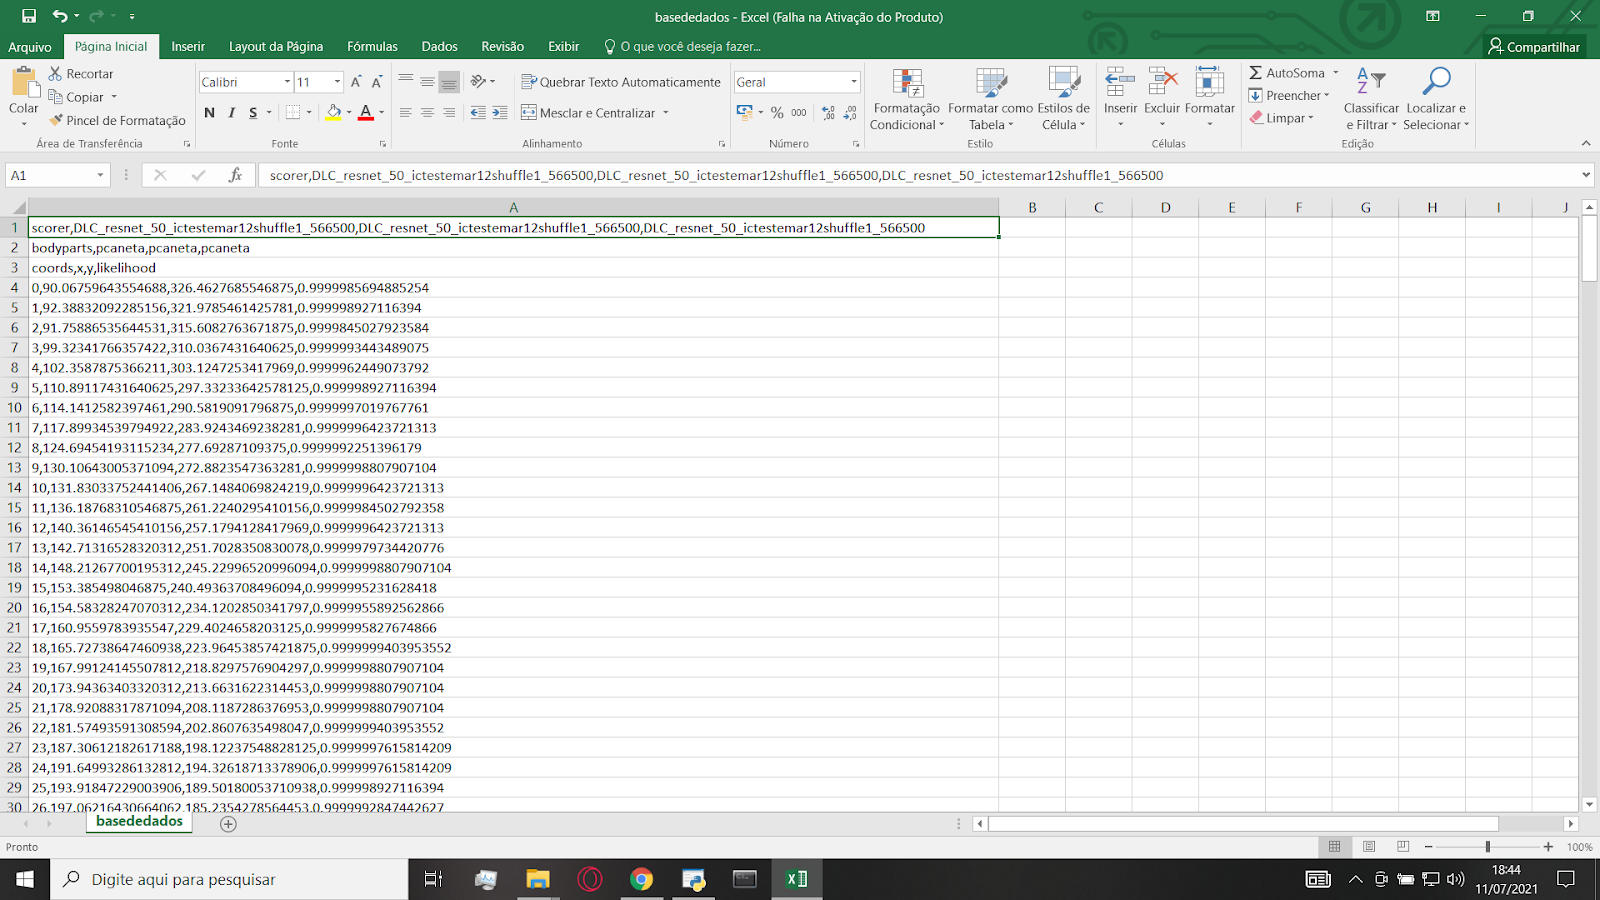 basededados - Excel (Falha na Ativação do Produto)
Arquivo Página Inicial Inserir Layout da Página Fórmulas Dados Revisão Exibir O que você deseja fazer... Compartilhar
Colar
Recortar
Copiar
Pincel de Formatação
Área de Transferência
Calibri 11
N I S
Fonte
Quebrar Texto Automaticamente
Mesclar e Centralizar
Alinhamento
Geral
% 000
Número
Formatação Condicional
Formatar como Tabela
Estilos de Célula
Estilo
Inserir Excluir Formatar
Células
AutoSoma
Preencher
Limpar
Classificar e Filtrar
Localizar e Selecionar
Edição
A1 fx scorer,DLC_resnet_50_ictestemar12shuffle1_566500,DLC_resnet_50_ictestemar12shuffle1_566500,DLC_resnet_50_ictestemar12shuffle1_566500
A B C D E F G H I J
1 scorer,DLC_resnet_50_ictestemar12shuffle1_566500,DLC_resnet_50_ictestemar12shuffle1_566500,DLC_resnet_50_ictestemar12shuffle1_566500
2 bodyparts,pcaneta,pcaneta,pcaneta
3 coords,x,y,likelihood
4 0,90.06759643554688,326.4627685546875,0.9999985694885254
5 1,92.38832092285156,321.9785461425781,0.999998927116394
6 2,91.75886535644531,315.6082763671875,0.9999845027923584
7 3,99.32341766357422,310.0367431640625,0.9999993443489075
8 4,102.3587875366211,303.1247253417969,0.9999962449073792
9 5,110.89117431640625,297.33233642578125,0.999998927116394
10 6,114.1412582397461,290.5819091796875,0.9999997019767761
11 7,117.89934539794922,283.9243469238281,0.9999996423721313
12 8,124.69454193115234,277.69287109375,0.9999992251396179
13 9,130.10643005371094,272.8823547363281,0.9999998807907104
14 10,131.83033752441406,267.1484069824219,0.9999996423721313
15 11,136.18768310546875,261.2240295410156,0.9999984502792358
16 12,140.36146545410156,257.1794128417969,0.9999996423721313
17 13,142.71316528320312,251.7028350830078,0.9999979734420776
18 14,148.21267700195312,245.22996520996094,0.9999998807907104
19 15,153.385498046875,240.49363708496094,0.9999995231628418
20 16,154.58328247070312,234.1202850341797,0.9999955892562866
21 17,160.9559783935547,229.4024658203125,0.9999995827674866
22 18,165.72738647460938,223.96453857421875,0.9999999403953552
23 19,167.99124145507812,218.8297576904297,0.9999998807907104
24 20,173.94363403320312,213.6631622314453,0.9999998807907104
25 21,178.92088317871094,208.1187286376953,0.9999998807907104
26 22,181.57493591308594,202.8607635498047,0.9999999403953552
27 23,187.30612182617188,198.12237548828125,0.9999997615814209
28 24,191.64993286132812,194.32618713378906,0.9999997615814209
29 25,193.91847229003906,189.50180053710938,0.999998927116394
30 26,197.06216430664062,185.2354278564453,0.9999992847442627
basededados
Pronto 100%
Digite aqui para pesquisar
18:44
11/07/2021